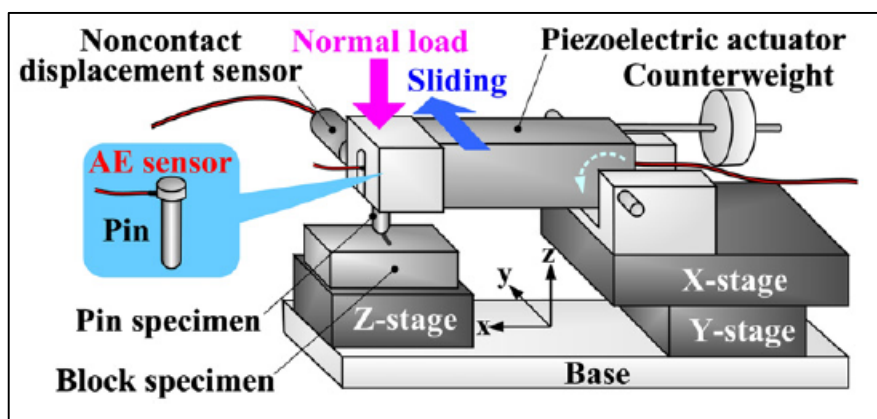 Noncontact
displacement sensor
Normal load
Sliding
Piezoelectric actuator
Counterweight
AE sensor
Pin
Pin specimen
Block specimen
z
y
x
Z-stage
X-stage
Y-stage
Base